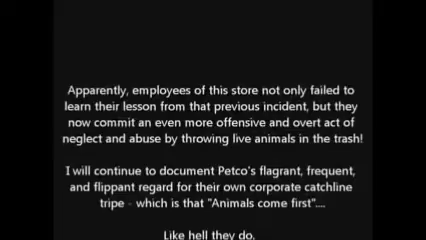 Apparently, employees of this store not only failed to
learn their lesson from that previous incident, but they
now commit an even more offensive and overt act of
neglect and abuse by throwing live animals in the trash!
I will continue to document Petco's flagrant, frequent,
and flippant regard for their own corporate catchline
tripe - which is that "Animals come first"....
Like hell they do.